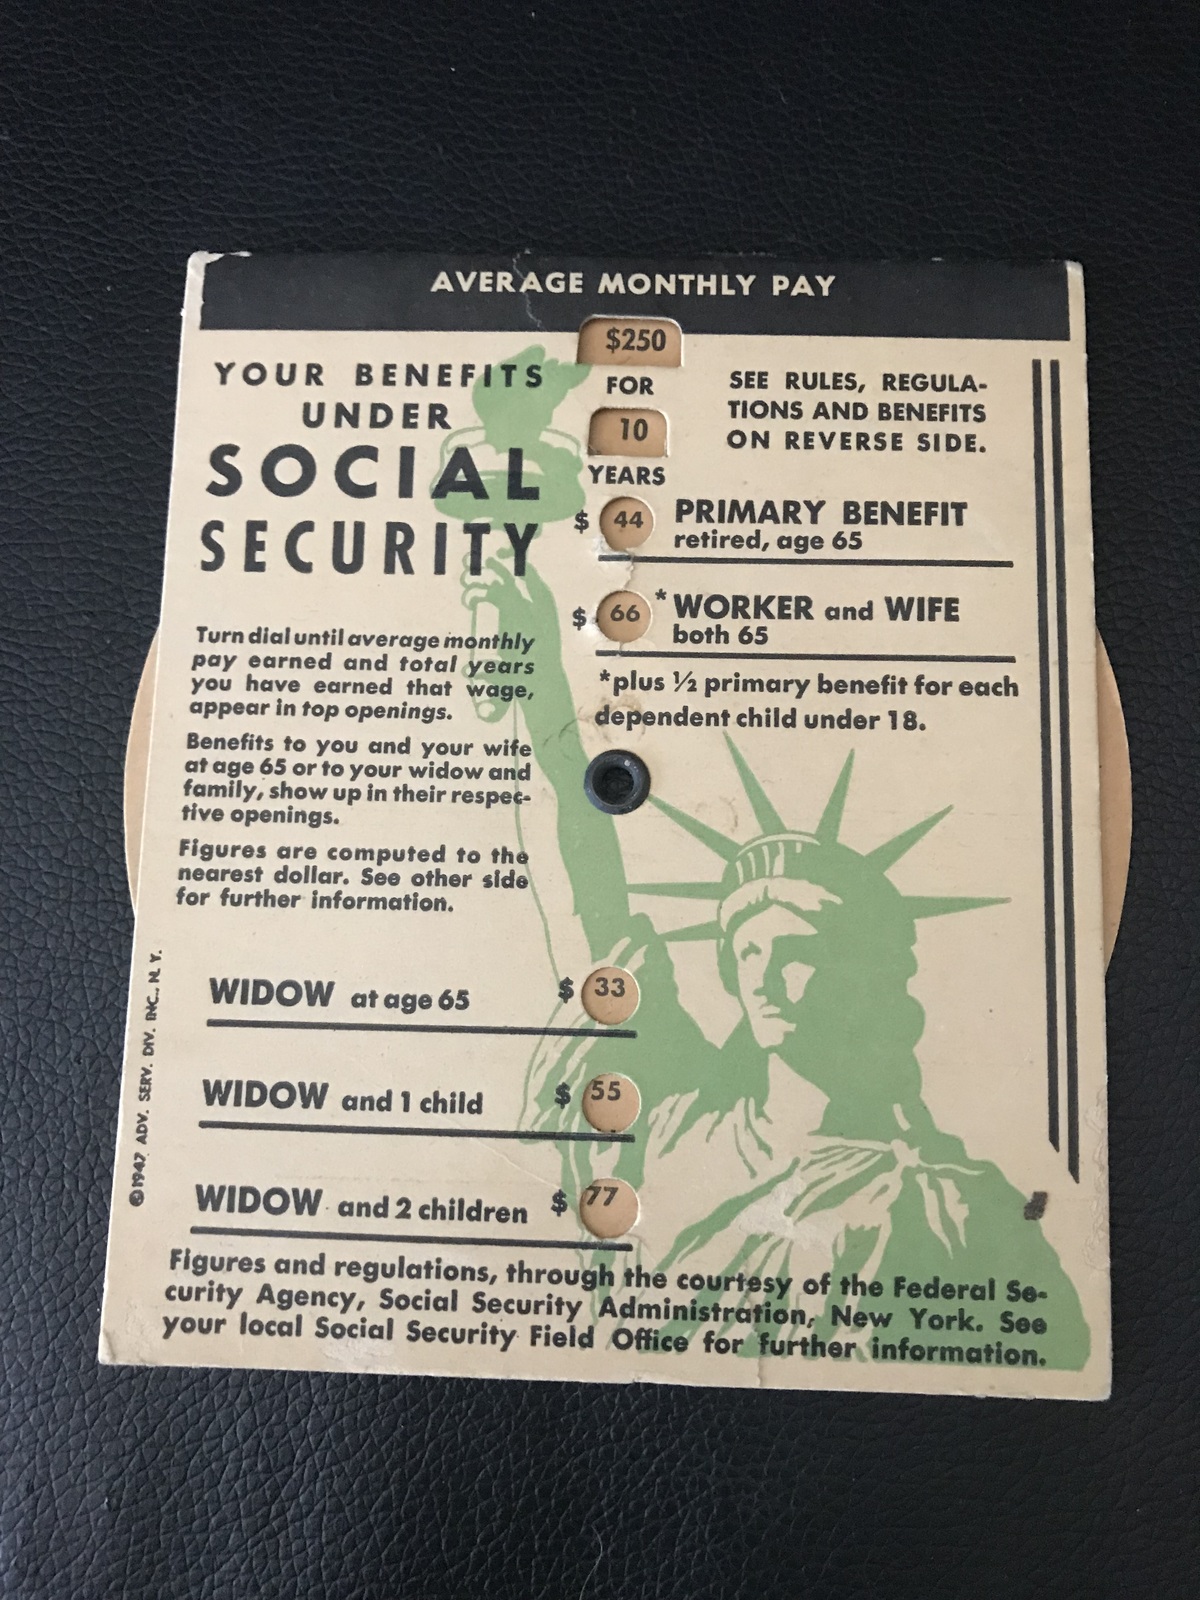 AVERAGE MONTHLY PAY
$250
FOR
10
YEARS
YOUR BENEFITS
UNDER
SOCIAL
SECURITY
SEE RULES, REGULA-
TIONS AND BENEFITS
ON REVERSE SIDE.
$ 44 PRIMARY BENEFIT
retired, age 65
$ 66 *WORKER and WIFE
both 65
*plus ½ primary benefit for each
dependent child under 18.
Turn dial until average monthly
pay earned and total years
you have earned that wage,
appear in top openings.
Benefits to you and your wife
at age 65 or to your widow and
family, show up in their respec-
tive openings.
Figures are computed to the
nearest dollar. See other side
for further information.
WIDOW at age 65 $ 33
WIDOW and 1 child $ 55
WIDOW and 2 children $ 77
Figures and regulations, through the courtesy of the Federal Se-
curity Agency, Social Security Administration, New York. See
your local Social Security Field Office for further information.
©1947 ADV. SERV. DIV. INC., N. Y.